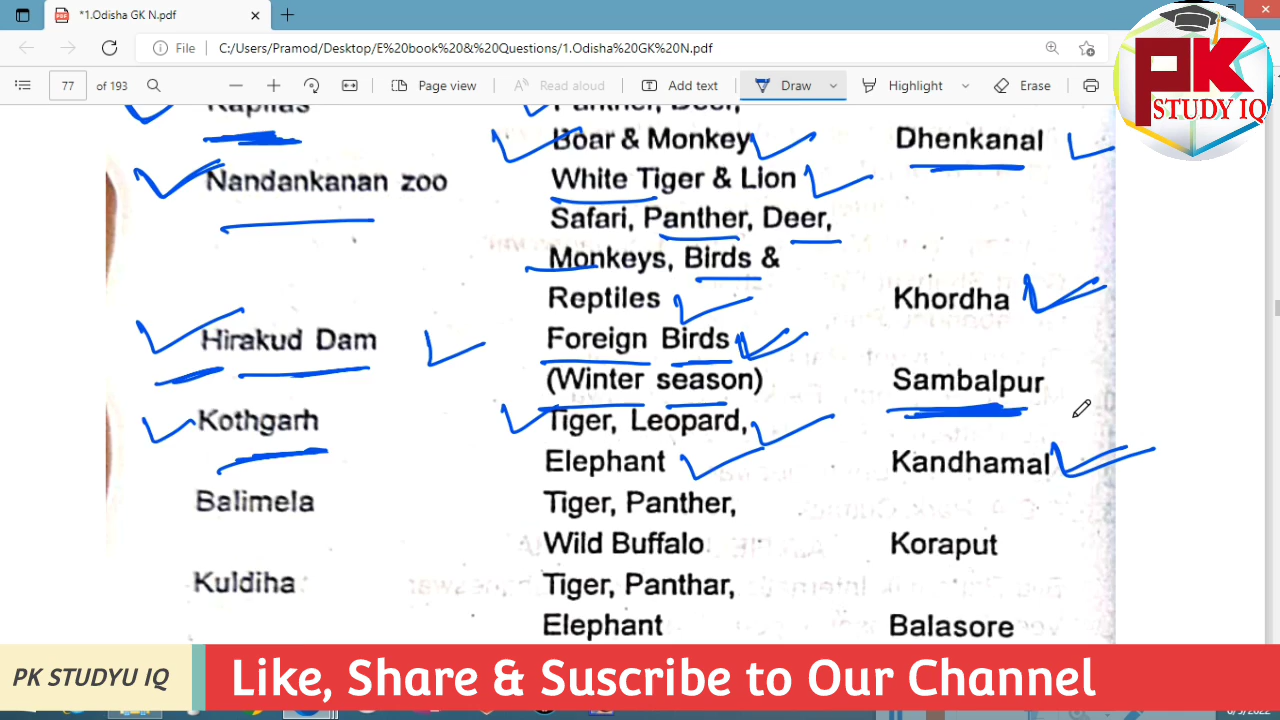 *1.Odisha GK N.pdf
File C:/Users/Pramod/Desktop/E%20book%20&%20Questions/1.Odisha%20GK%20N.pdf
77 of 193 Page view Read aloud Add text Draw Highlight Erase
PK
STUDY IQ
Kapilas Panther, Deer,
Boar & Monkey Dhenkanal
Nandankanan zoo White Tiger & Lion
Safari, Panther, Deer,
Monkeys, Birds &
Reptiles Khordha
Hirakud Dam Foreign Birds
(Winter season) Sambalpur
Kothgarh Tiger, Leopard,
Elephant Kandhamal
Balimela Tiger, Panther,
Wild Buffalo Koraput
Kuldiha Tiger, Panthar,
Elephant Balasore
PK STUDYU IQ Like, Share & Suscribe to Our Channel